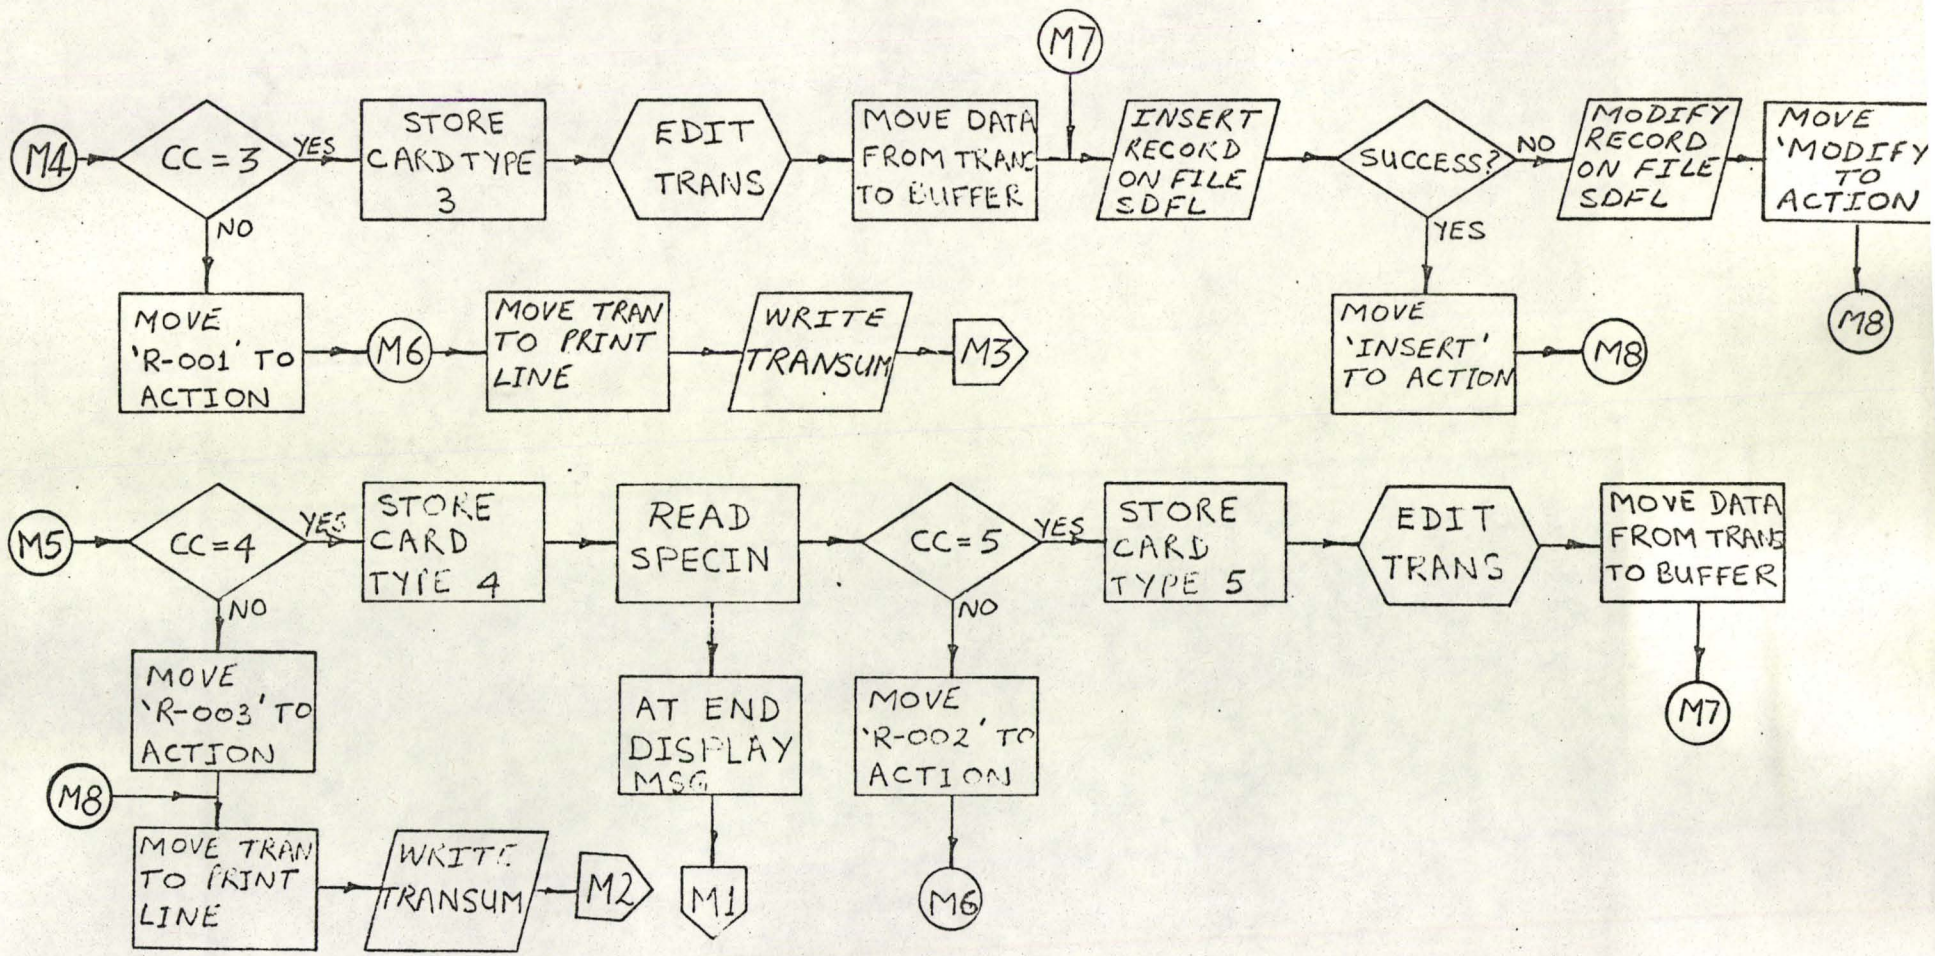 M7
M4
CC = 3
YES
STORE
CARD TYPE
3
EDIT
TRANS
MOVE DATA
FROM TRANS
TO BUFFER
INSERT
RECORD
ON FILE
SDFL
SUCCESS?
NO
MODIFY
RECORD
ON FILE
SDFL
MOVE
'MODIFY
TO
ACTION
NO
YES
MOVE
'R-001' TO
ACTION
M6
MOVE TRAN
TO PRINT
LINE
WRITE
TRANSUM
M3
MOVE
'INSERT'
TO ACTION
M8
M8
M5
CC=4
YES
STORE
CARD
TYPE 4
READ
SPECIN
CC=5
YES
STORE
CARD
TYPE 5
EDIT
TRANS
MOVE DATA
FROM TRANS
TO BUFFER
NO
NO
MOVE
'R-003' TO
ACTION
AT END
DISPLAY
MSG
MOVE
'R-002' TO
ACTION
M7
M8
MOVE TRAN
TO PRINT
LINE
WRITE
TRANSUM
M2
M1
M6